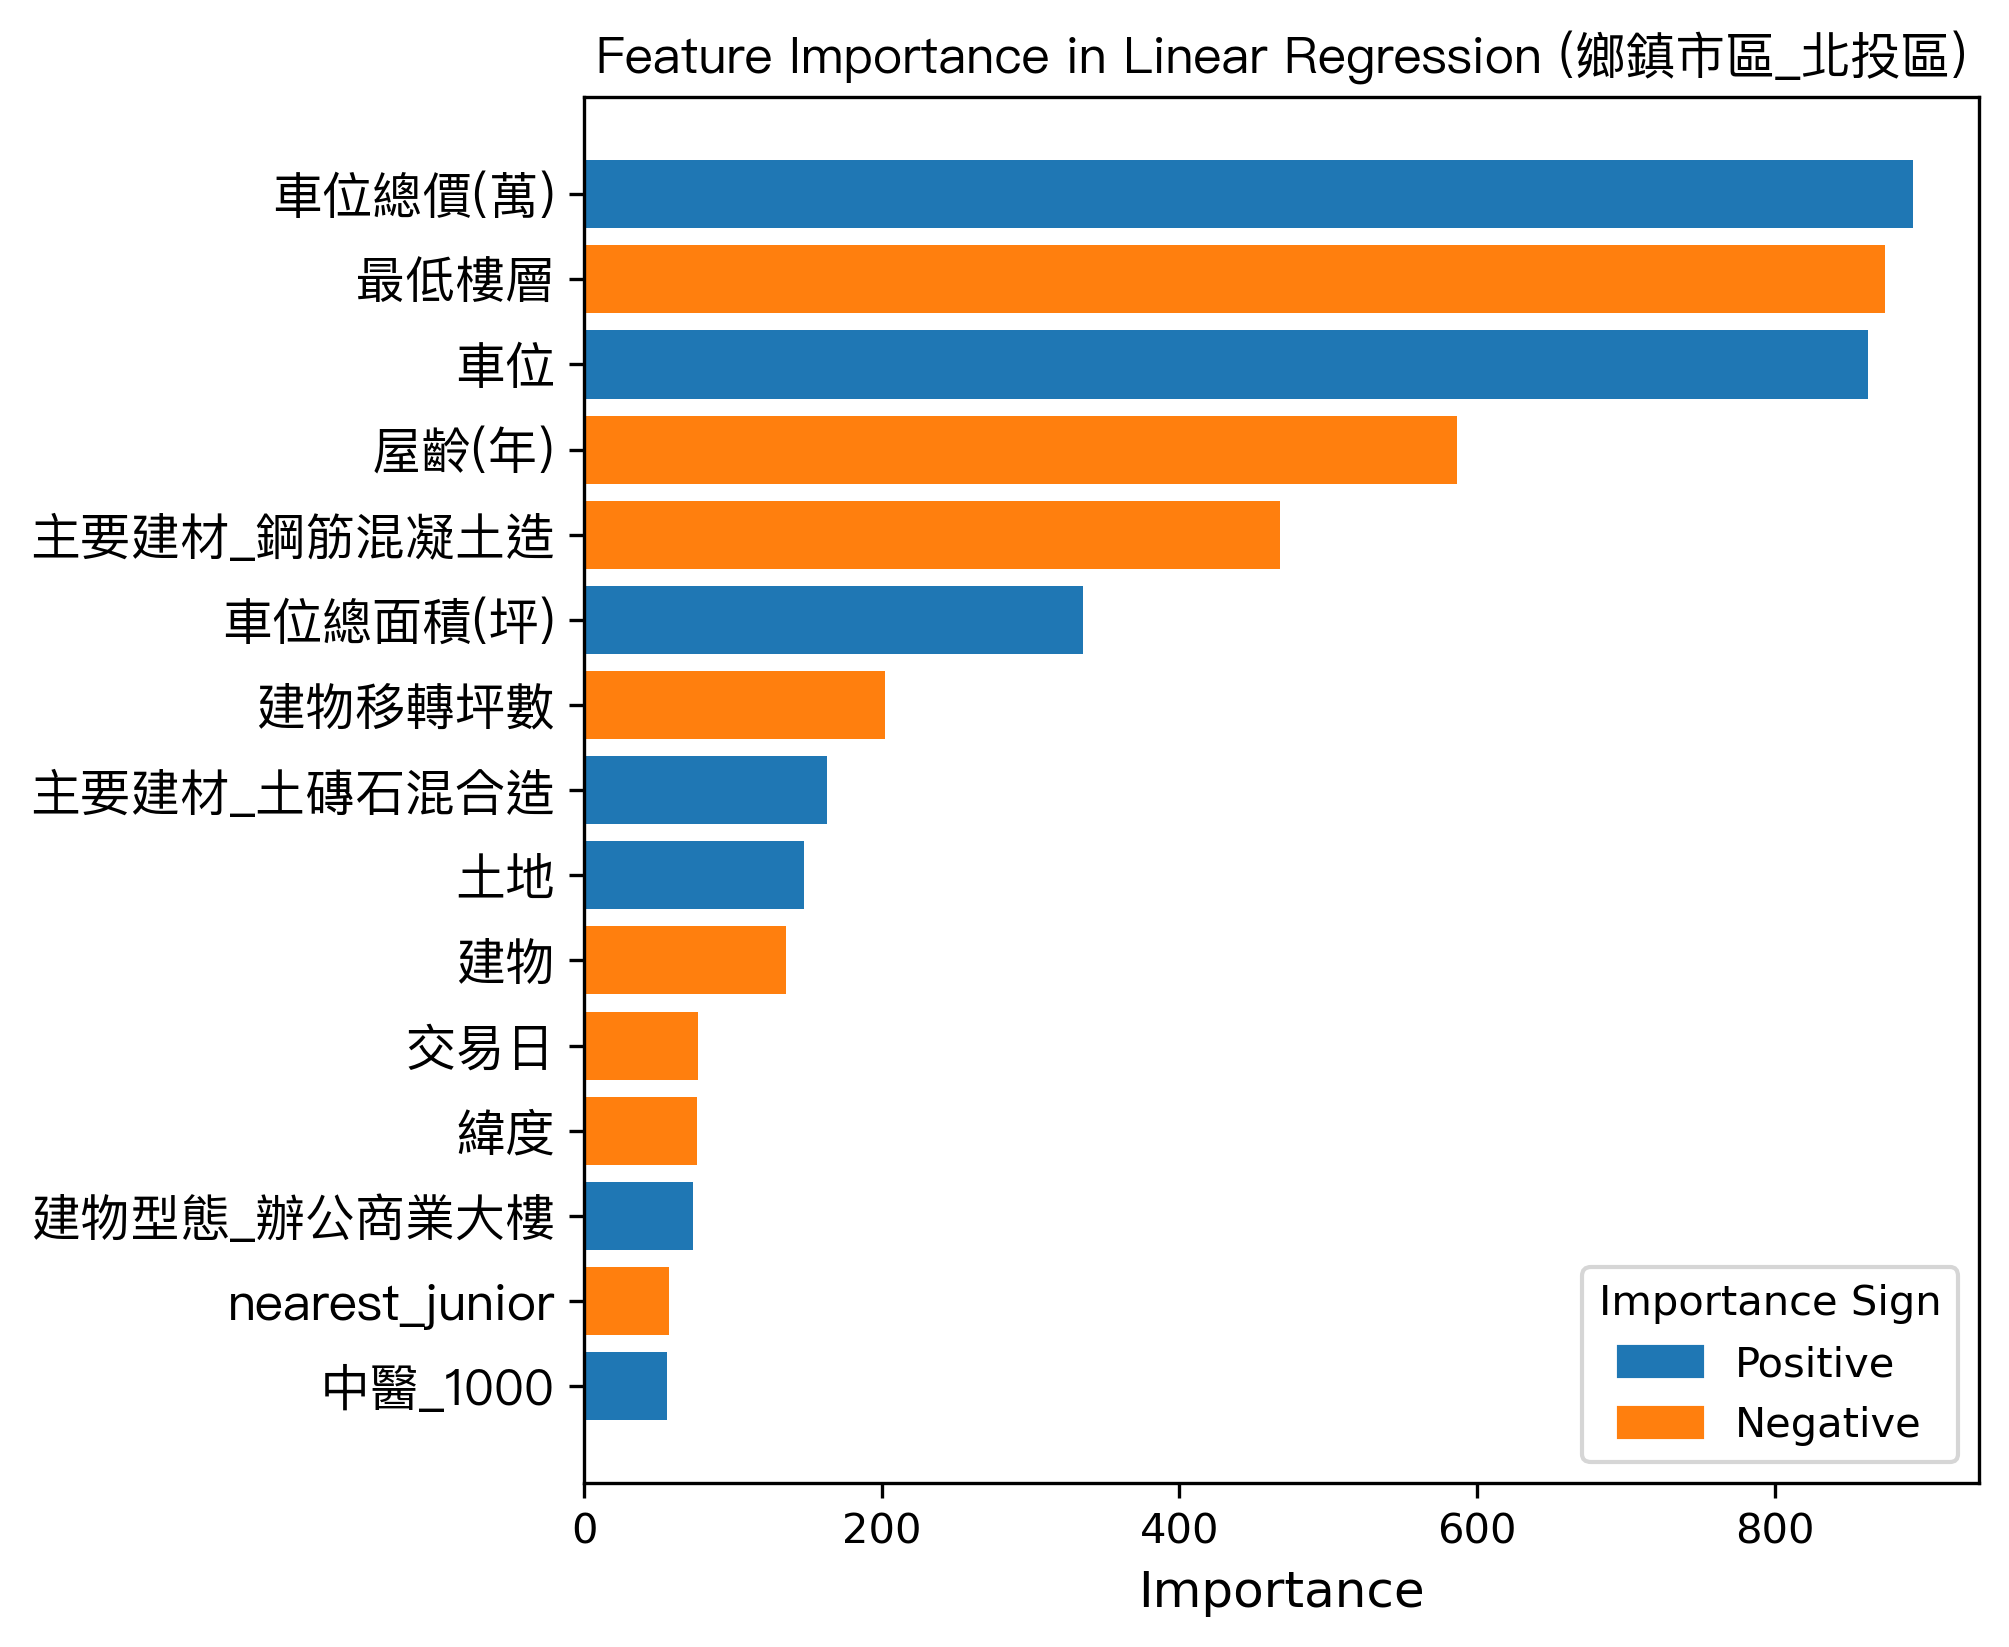 Feature Importance in Linear Regression (鄉鎮市區_北投區)
車位總價(萬)
最低樓層
車位
屋齡(年)
主要建材_鋼筋混凝土造
車位總面積(坪)
建物移轉坪數
主要建材_土磚石混合造
土地
建物
交易日
緯度
建物型態_辦公商業大樓
nearest_junior
中醫_1000
Importance Sign
Positive
Negative
0 200 400 600 800
Importance